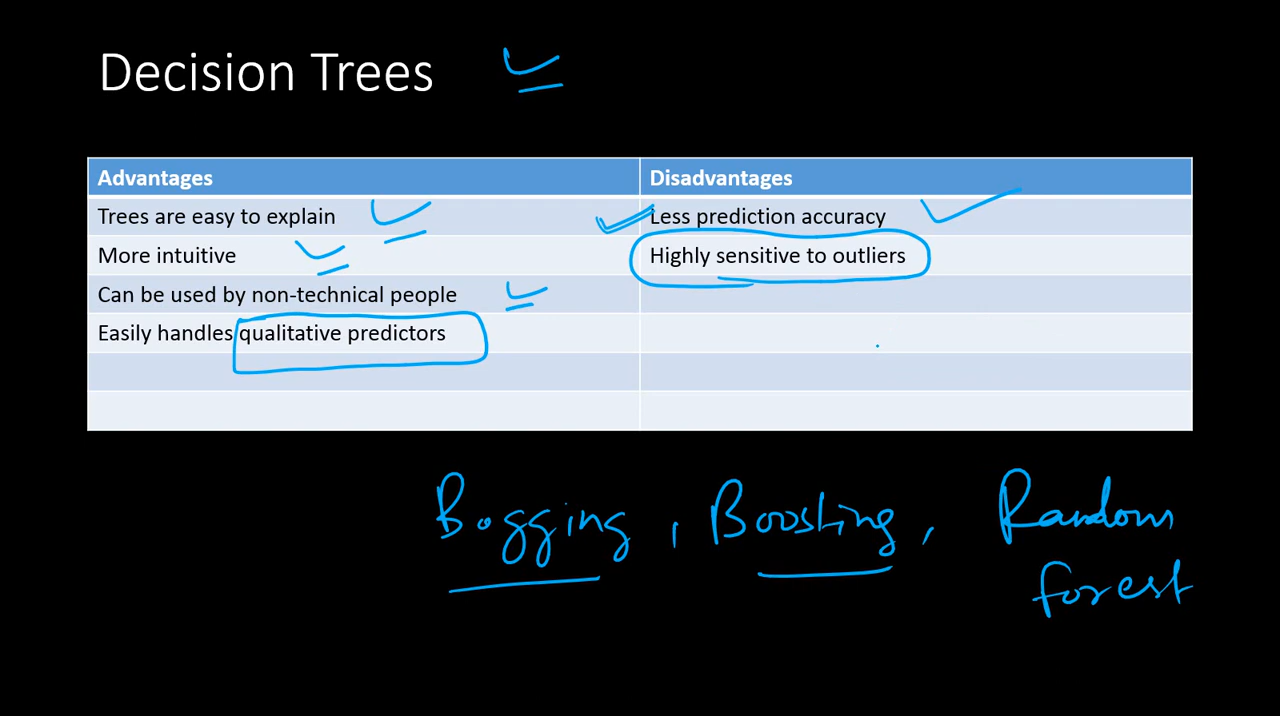 Decision Trees
Advantages Disadvantages
Trees are easy to explain Less prediction accuracy
More intuitive Highly sensitive to outliers
Can be used by non-technical people
Easily handles qualitative predictors
Bagging, Boosting, Random
forest